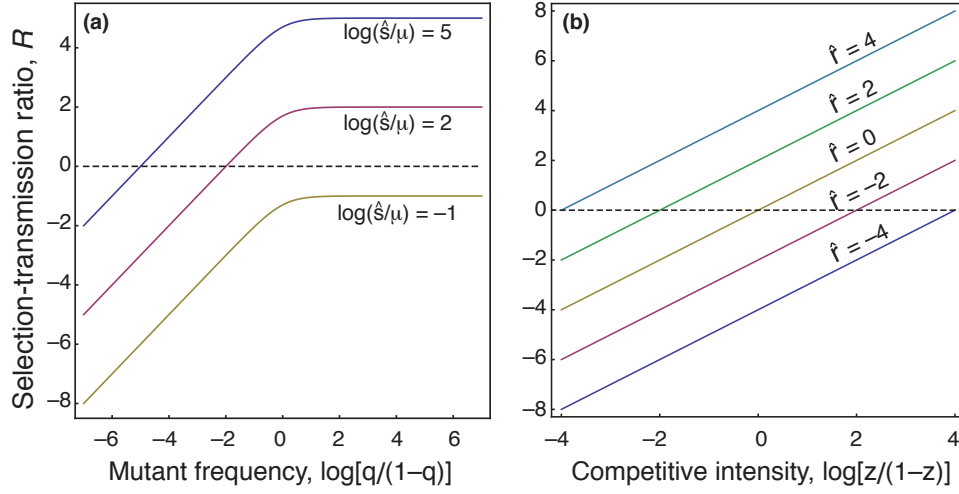 Selection-transmission ratio, R
(a)
4
2
0
−2
−4
−6
−8
log(ŝ/μ) = 5
log(ŝ/μ) = 2
log(ŝ/μ) = −1
−6 −4 −2 0 2 4 6
Mutant frequency, log[q/(1−q)]
(b)
8
6
4
2
0
−2
−4
−6
−8
r̂ = 4
r̂ = 2
r̂ = 0
r̂ = −2
r̂ = −4
−4 −2 0 2 4
Competitive intensity, log[z/(1−z)]